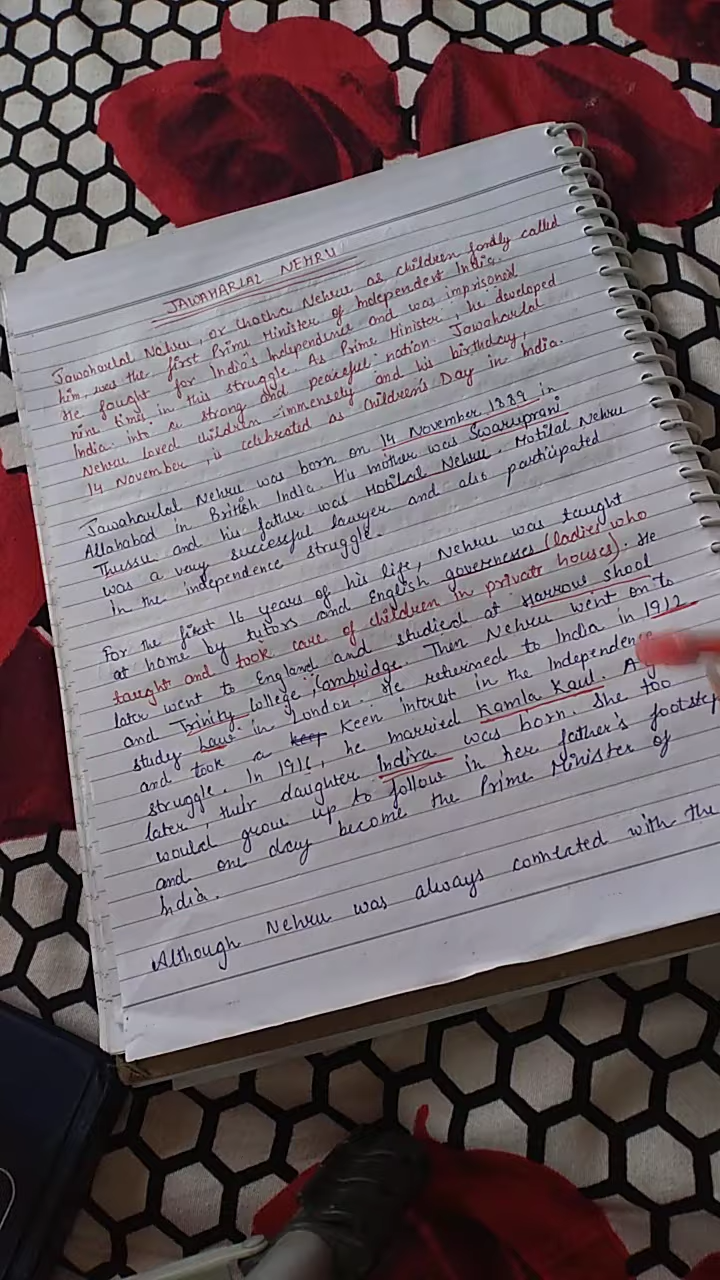 JAWAHARLAL NEHRU
Jawaharlal Nehru, or Chacha Nehru as children fondly called
him, was the first Prime Minister of Independent India.
He fought for India's Independence and was imprisoned
nine times in this struggle. As Prime Minister, he developed
India into a strong and peaceful nation. Jawaharlal
Nehru loved children immensely and his birthday,
14 November, is celebrated as Children's Day in India.
Jawaharlal Nehru was born on 14 November 1889 in
Allahabad in British India. His mother was Swaruprani
Thussu and his father was Motilal Nehru. Motilal Nehru
was a very successful lawyer and also participated
in the independence struggle.
For the first 16 years of his life, Nehru was taught
at home by tutors and English governesses (ladies who
taught and took care of children in private houses). He
later went to England and studied at Harrows shool
and Trinity College, Cambridge. Then Nehru went on to
study Law in London. He returned to India in 1912
and took a keen interest in the Independence
struggle. In 1916, he married Kamla Kaul. A
later, their daughter Indira was born. She too
would grow up to follow in her father's footstep
and one day become the Prime Minister of
India.
Although Nehru was always connected with the